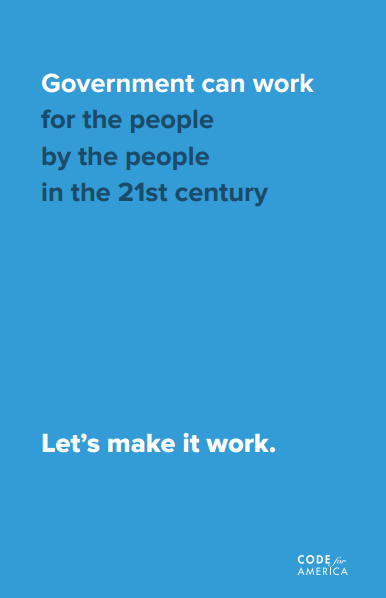 Government can work
for the people
by the people
in the 21st century
Let’s make it work.
CODE for
AMERICA